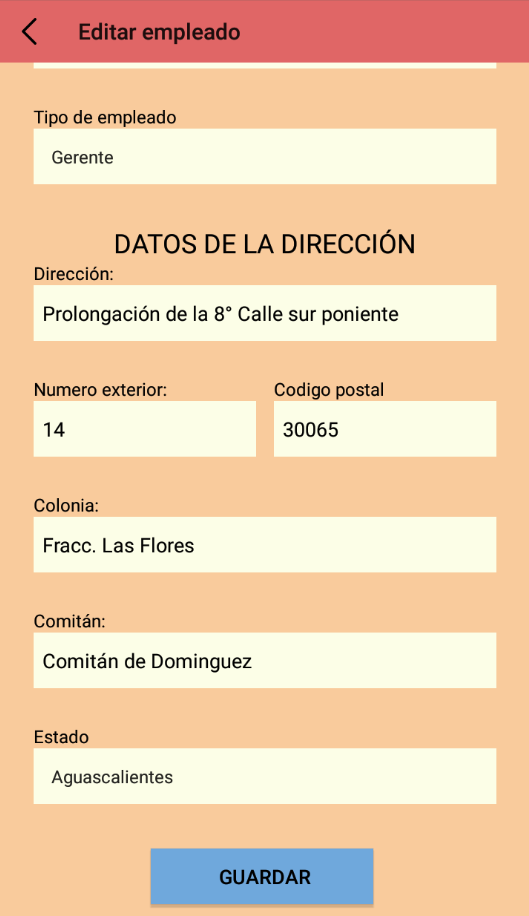 Editar empleado
Tipo de empleado
Gerente
DATOS DE LA DIRECCIÓN
Dirección:
Prolongación de la 8° Calle sur poniente
Numero exterior:
Codigo postal
14
30065
Colonia:
Fracc. Las Flores
Comitán:
Comitán de Dominguez
Estado
Aguascalientes
GUARDAR